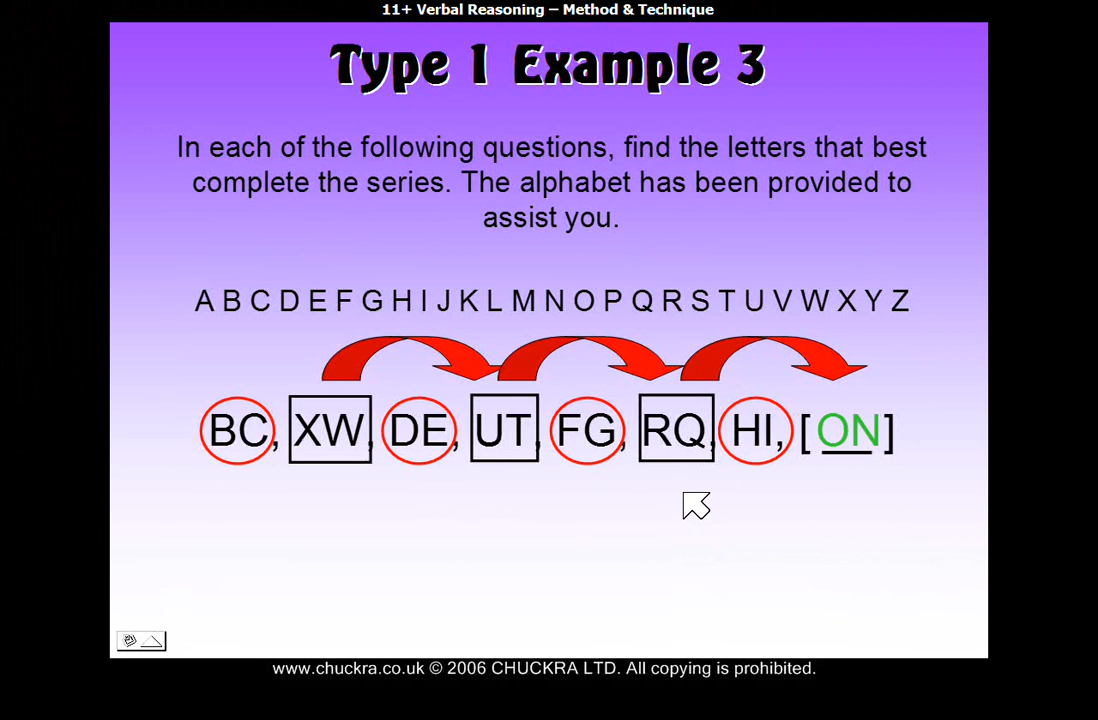 11+ Verbal Reasoning – Method & Technique
Type 1 Example 3
In each of the following questions, find the letters that best
complete the series. The alphabet has been provided to
assist you.
A B C D E F G H I J K L M N O P Q R S T U V W X Y Z
BC, XW, DE, UT, FG, RQ, HI, [ON]
www.chuckra.co.uk © 2006 CHUCKRA LTD. All copying is prohibited.